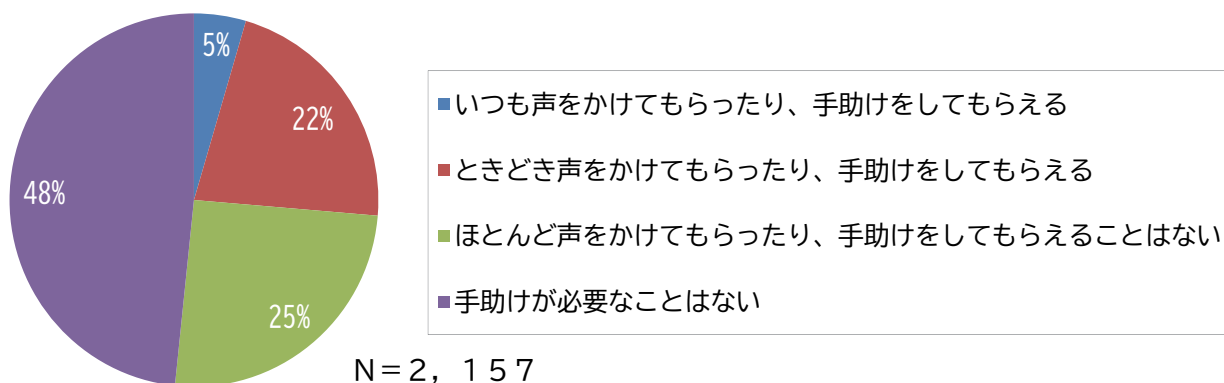 5%
22%
25%
48%
いつも声をかけてもらったり、手助けをしてもらえる
ときどき声をかけてもらったり、手助けをしてもらえる
ほとんど声をかけてもらったり、手助けをしてもらえることはない
手助けが必要なことはない
N＝２，１５７